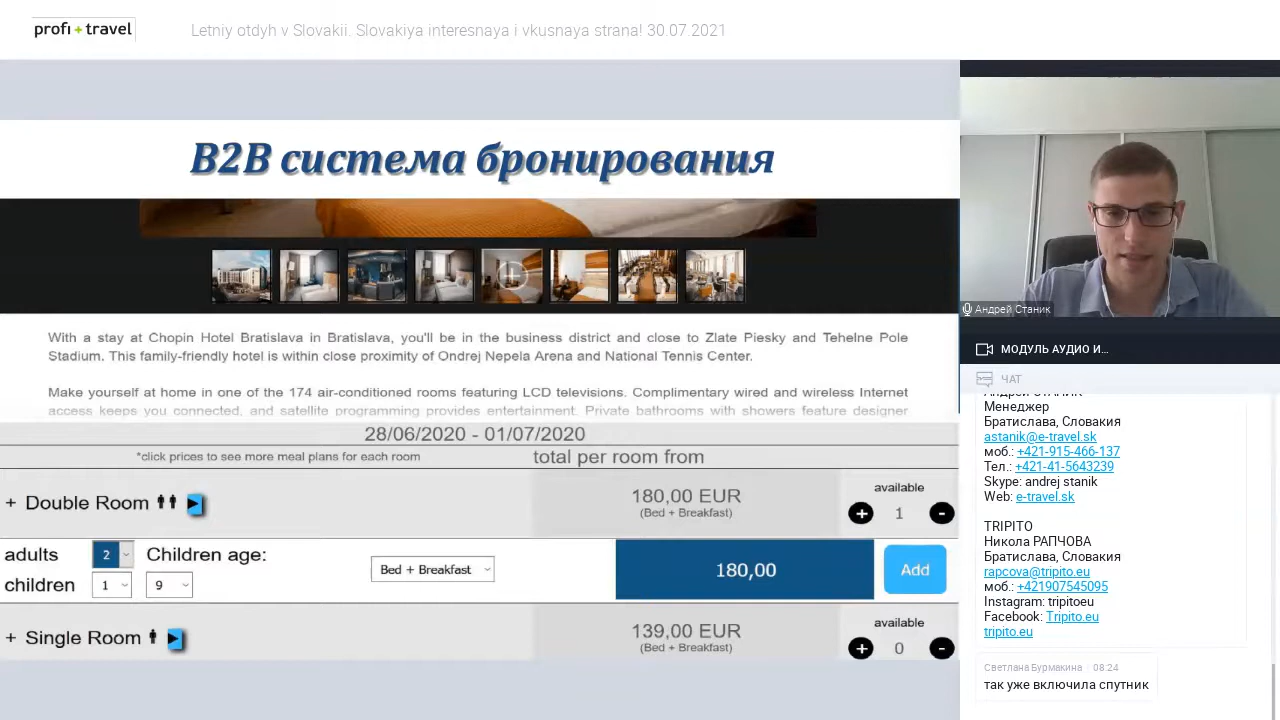 profi + travel
Letniy otdyh v Slovakii. Slovakiya interesnaya i vkusnaya strana! 30.07.2021
B2B система бронирования
With a stay at Chopin Hotel Bratislava in Bratislava, you'll be in the business district and close to Zlate Piesky and Tehelne Pole
Stadium. This family-friendly hotel is within close proximity of Ondrej Nepela Arena and National Tennis Center.
Make yourself at home in one of the 174 air-conditioned rooms featuring LCD televisions. Complimentary wired and wireless Internet
access keeps you connected, and satellite programming provides entertainment. Private bathrooms with showers feature designer
28/06/2020 - 01/07/2020
*click prices to see more meal plans for each room
total per room from
+ Double Room
180,00 EUR
(Bed + Breakfast)
available
+ 1 -
adults 2 Children age:
children 1 9
Bed + Breakfast
180,00
Add
+ Single Room
139,00 EUR
(Bed + Breakfast)
available
+ 0 -
Андрей Станик
МОДУЛЬ АУДИО И...
ЧАТ
Андрей СТАНИК
Менеджер
Братислава, Словакия
astanik@e-travel.sk
моб.: +421-915-466-137
Тел.: +421-41-5643239
Skype: andrej stanik
Web: e-travel.sk
TRIPITO
Никола РАПЧОВА
Братислава, Словакия
rapcova@tripito.eu
моб.: +421907545095
Instagram: tripitoeu
Facebook: Tripito.eu
tripito.eu
Светлана Бурмакина 08:24
так уже включила спутник